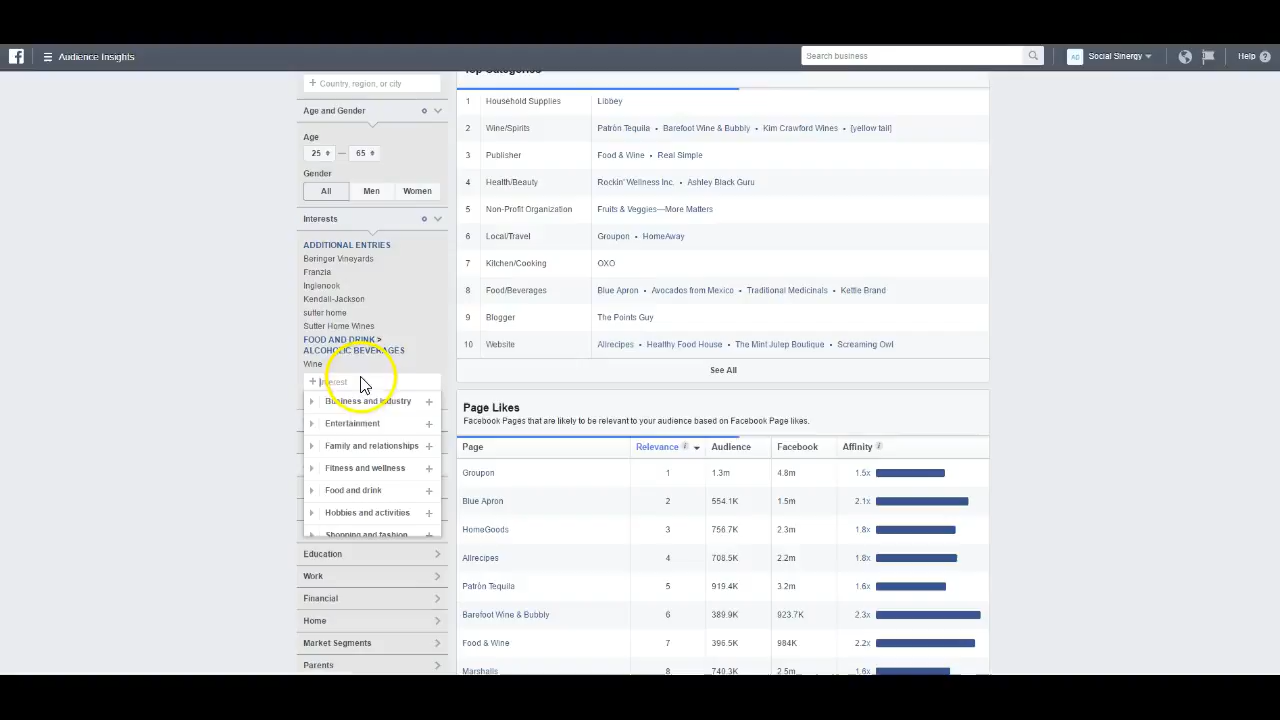 Audience Insights
Search business
Social Sinergy
Help
Country, region, or city
Age and Gender
Age
25 — 65
Gender
All Men Women
Interests
ADDITIONAL ENTRIES
Beringer Vineyards
Franzia
Inglenook
Kendall-Jackson
sutter home
Sutter Home Wines
FOOD AND DRINK >
ALCOHOLIC BEVERAGES
Wine
Interest
Business and industry
Entertainment
Family and relationships
Fitness and wellness
Food and drink
Hobbies and activities
Shopping and fashion
Education
Work
Financial
Home
Market Segments
Parents
Top Categories
1 Household Supplies Libbey
2 Wine/Spirits Patrón Tequila • Barefoot Wine & Bubbly • Kim Crawford Wines • [yellow tail]
3 Publisher Food & Wine • Real Simple
4 Health/Beauty Rockin' Wellness Inc. • Ashley Black Guru
5 Non-Profit Organization Fruits & Veggies—More Matters
6 Local/Travel Groupon • HomeAway
7 Kitchen/Cooking OXO
8 Food/Beverages Blue Apron • Avocados from Mexico • Traditional Medicinals • Kettle Brand
9 Blogger The Points Guy
10 Website Allrecipes • Healthy Food House • The Mint Julep Boutique • Screaming Owl
See All
Page Likes
Facebook Pages that are likely to be relevant to your audience based on Facebook Page likes.
Page Relevance Audience Facebook Affinity
Groupon 1 1.3m 4.8m 1.5x
Blue Apron 2 554.1K 1.5m 2.1x
HomeGoods 3 756.7K 2.3m 1.8x
Allrecipes 4 708.5K 2.2m 1.8x
Patrón Tequila 5 919.4K 3.2m 1.6x
Barefoot Wine & Bubbly 6 389.9K 923.7K 2.3x
Food & Wine 7 396.5K 984K 2.2x
Marshalls 8 740.3K 2.5m 1.6x